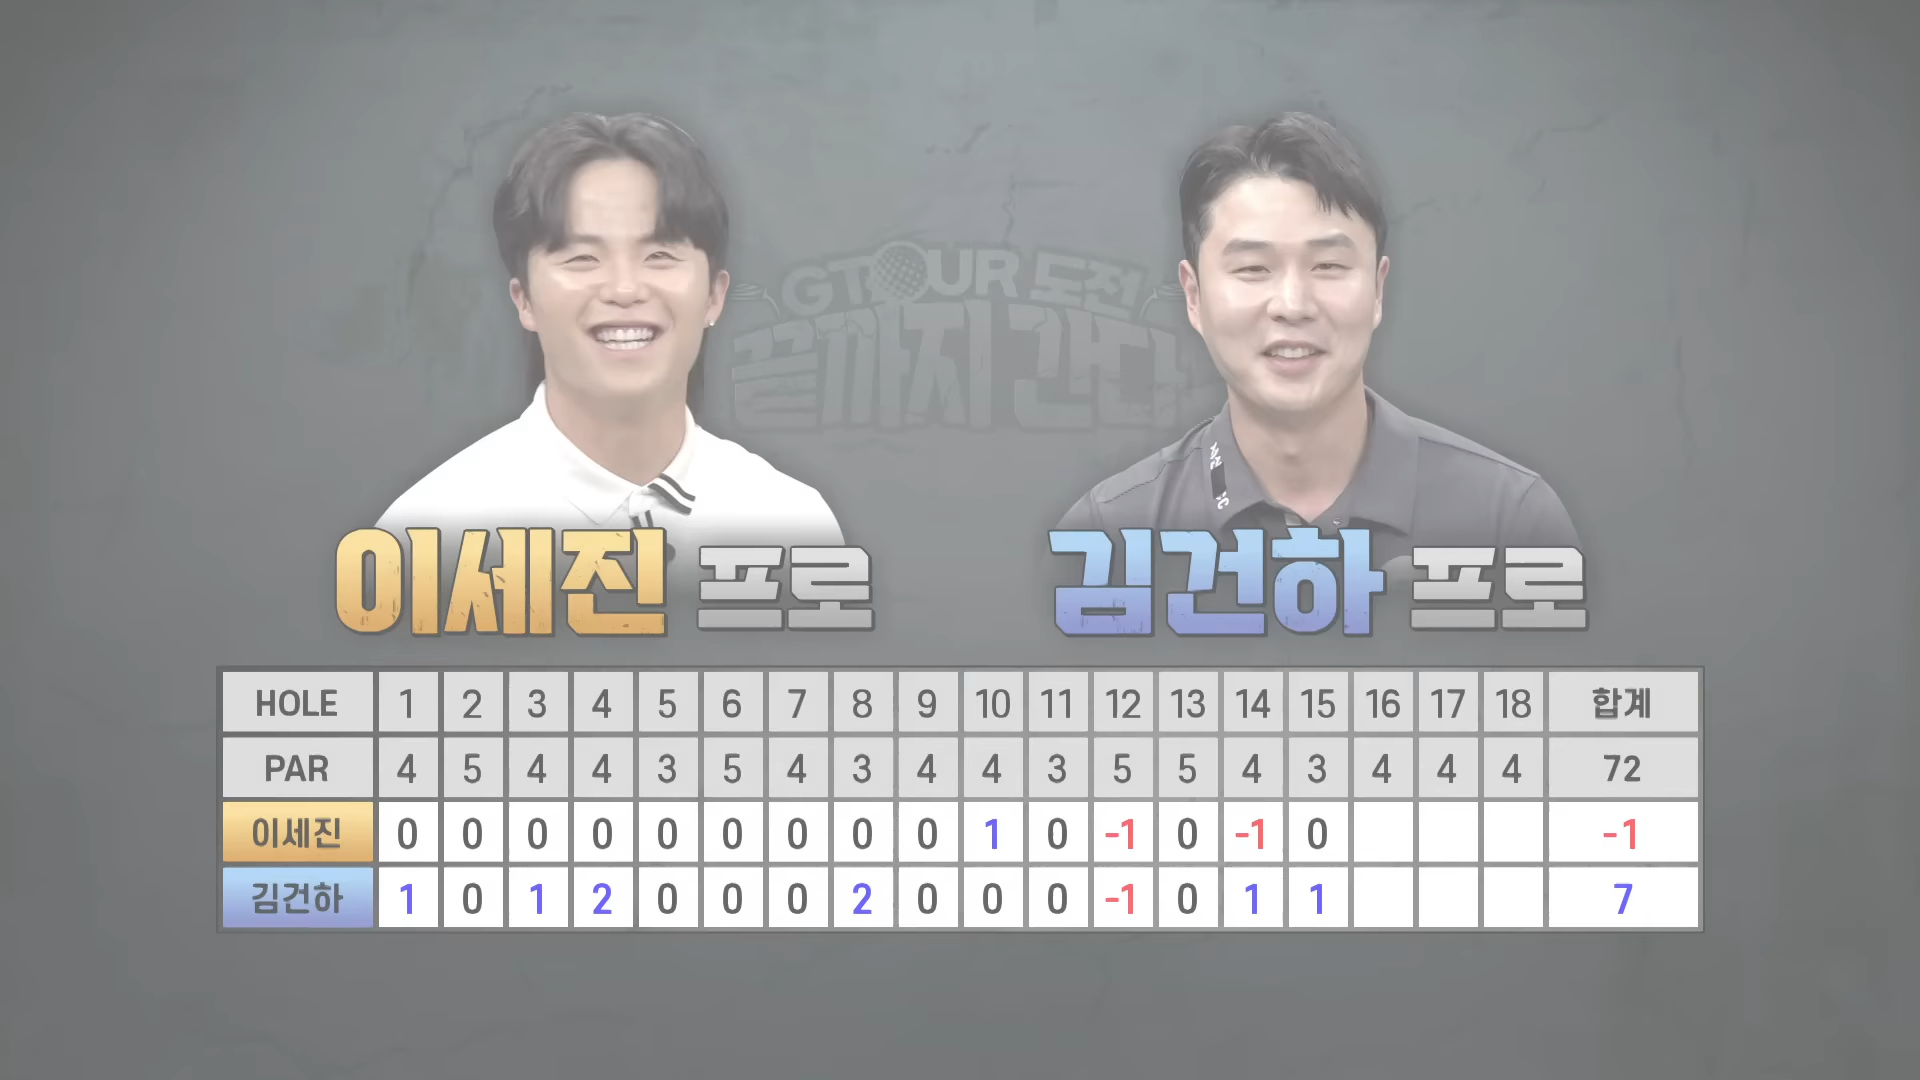 GTOUR 도전
끝까지 간다
이세진 프로
김건하 프로
HOLE 1 2 3 4 5 6 7 8 9 10 11 12 13 14 15 16 17 18 합계
PAR 4 5 4 4 3 5 4 3 4 4 3 5 5 4 3 4 4 4 72
이세진 0 0 0 0 0 0 0 0 0 1 0 -1 0 -1 0 -1
김건하 1 0 1 2 0 0 0 2 0 0 0 -1 0 1 1 7